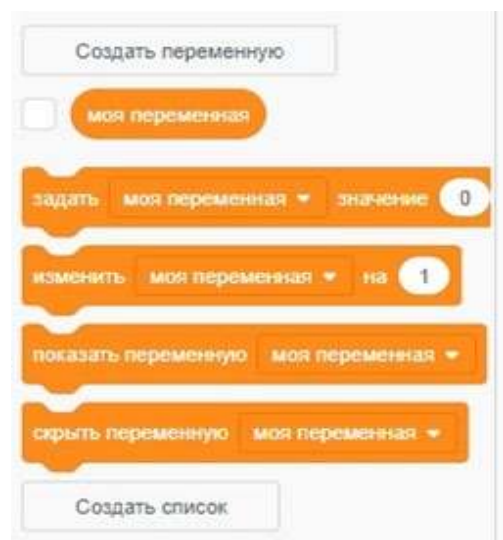 Создать переменную
моя переменная
задать моя переменная значение 0
изменить моя переменная на 1
показать переменную моя переменная
скрыть переменную моя переменная
Создать список